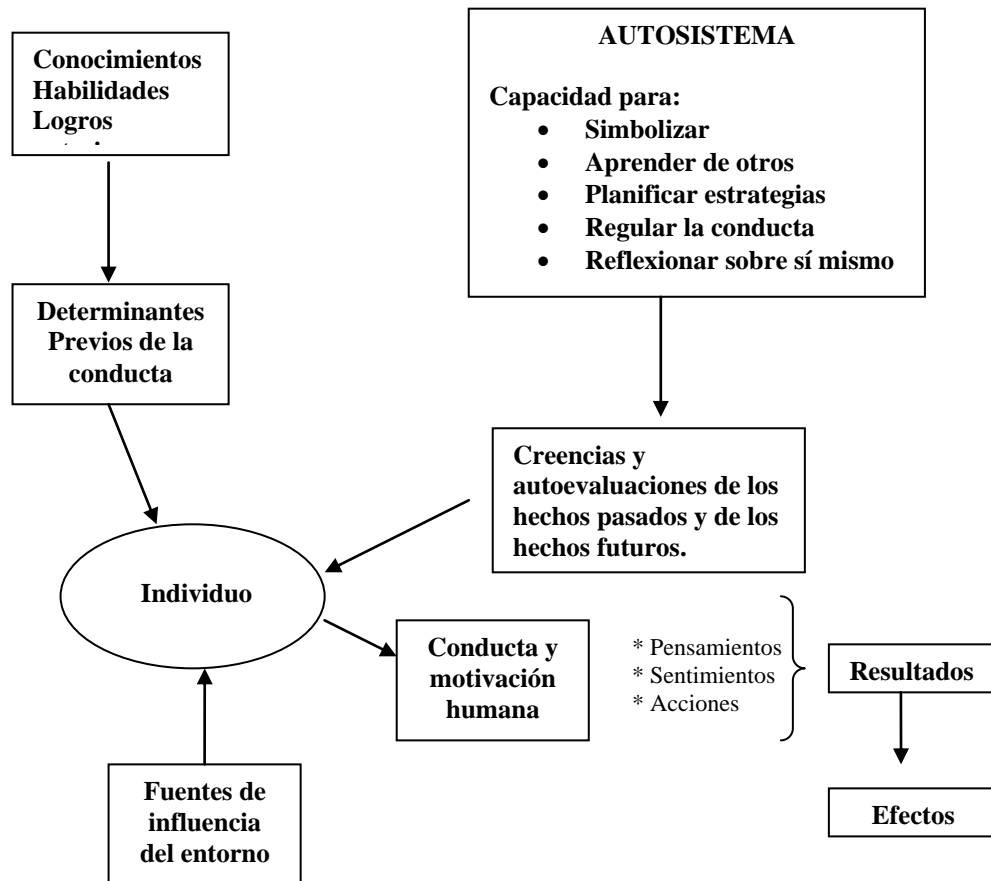 Conocimientos
Habilidades
Logros
AUTOSISTEMA
Capacidad para:
• Simbolizar
• Aprender de otros
• Planificar estrategias
• Regular la conducta
• Reflexionar sobre sí mismo
Determinantes
Previos de la
conducta
Creencias y
autoevaluaciones de los
hechos pasados y de los
hechos futuros.
Individuo
Conducta y
motivación
humana
* Pensamientos
* Sentimientos
* Acciones
Resultados
Efectos
Fuentes de
influencia
del entorno